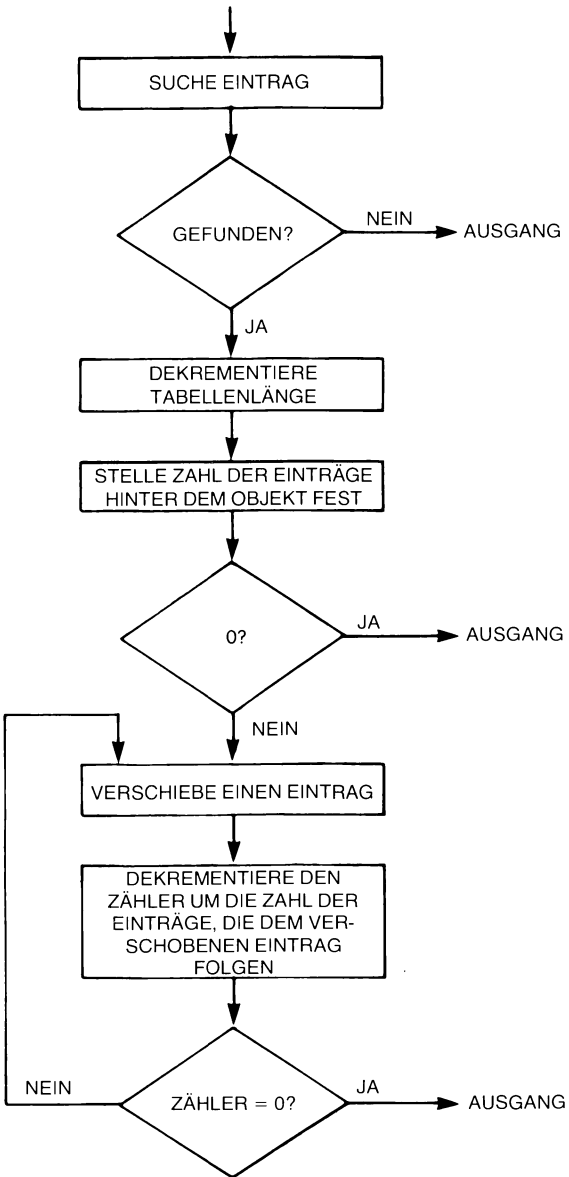 SUCHE EINTRAG
GEFUNDEN?
NEIN
AUSGANG
JA
DEKREMENTIERE
TABELLENLÄNGE
STELLE ZAHL DER EINTRÄGE
HINTER DEM OBJEKT FEST
0?
JA
AUSGANG
NEIN
VERSCHIEBE EINEN EINTRAG
DEKREMENTIERE DEN
ZÄHLER UM DIE ZAHL DER
EINTRÄGE, DIE DEM VER-
SCHOBENEN EINTRAG
FOLGEN
NEIN
ZÄHLER = 0?
JA
AUSGANG